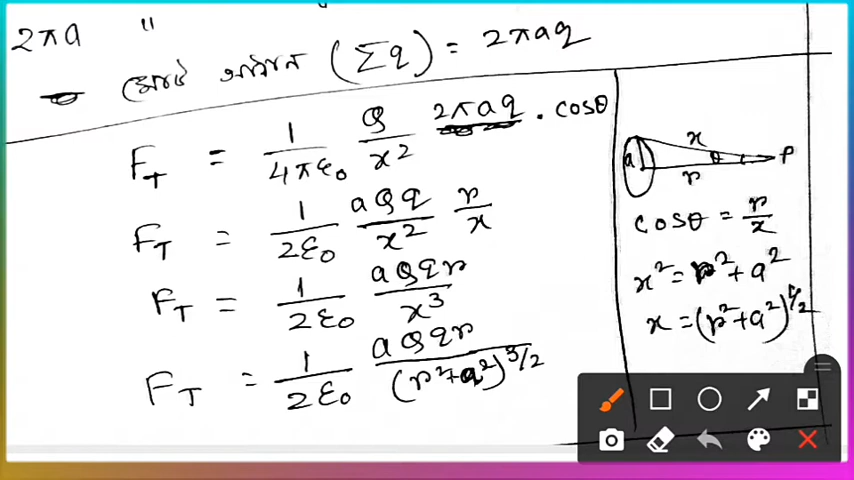 2πa "
মোট আধান (Σq) = 2πaq
F_T = 1/4πε₀ Q/x² 2πaq . cosθ
F_T = 1/2ε₀ aQq/x² r/x
F_T = 1/2ε₀ aQqr/x³
F_T = 1/2ε₀ aQqr/(r²+a²)^3/2
a x θ r P
cosθ = r/x
x² = r² + a²
x = (r²+a²)^1/2